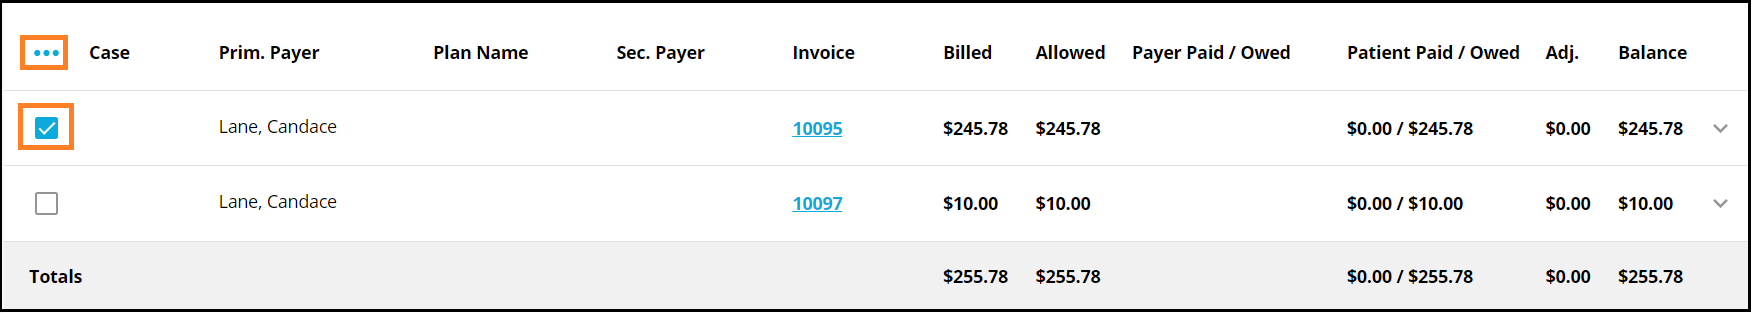 Case Prim. Payer Plan Name Sec. Payer Invoice Billed Allowed Payer Paid / Owed Patient Paid / Owed Adj. Balance
Lane, Candace 10095 $245.78 $245.78 $0.00 / $245.78 $0.00 $245.78
Lane, Candace 10097 $10.00 $10.00 $0.00 / $10.00 $0.00 $10.00
Totals $255.78 $255.78 $0.00 / $255.78 $0.00 $255.78